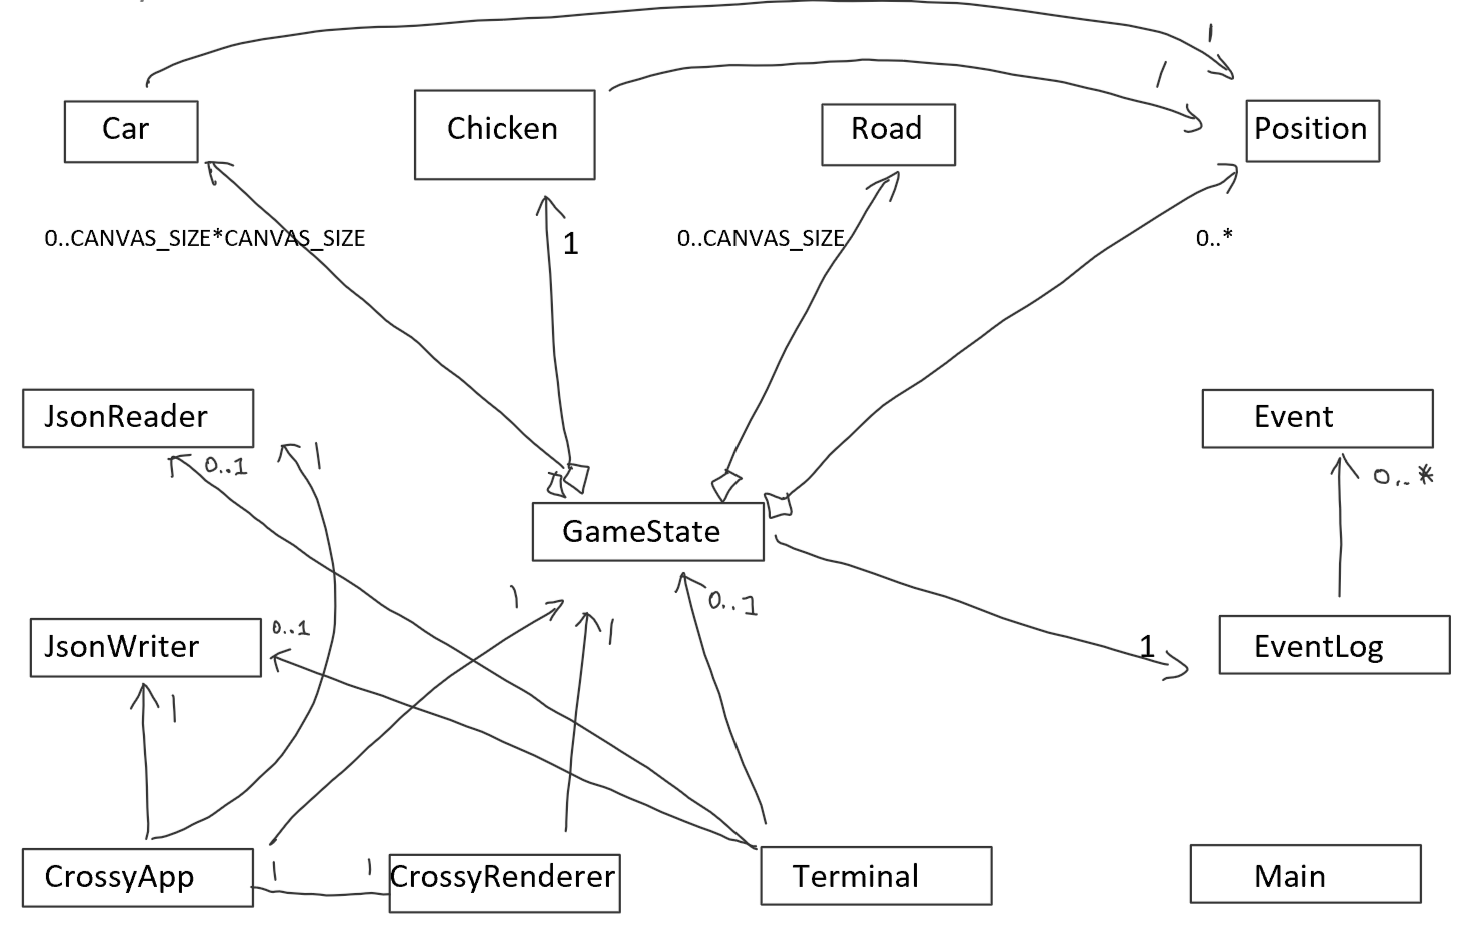 1
1
Car
Chicken
Road
Position
0..CANVAS_SIZE*CANVAS_SIZE
1
0..CANVAS_SIZE
0..*
JsonReader
Event
1
0..1
0..*
GameState
1
0..1
1
0..1
JsonWriter
1
EventLog
1
1
1
CrossyApp
CrossyRenderer
Terminal
Main